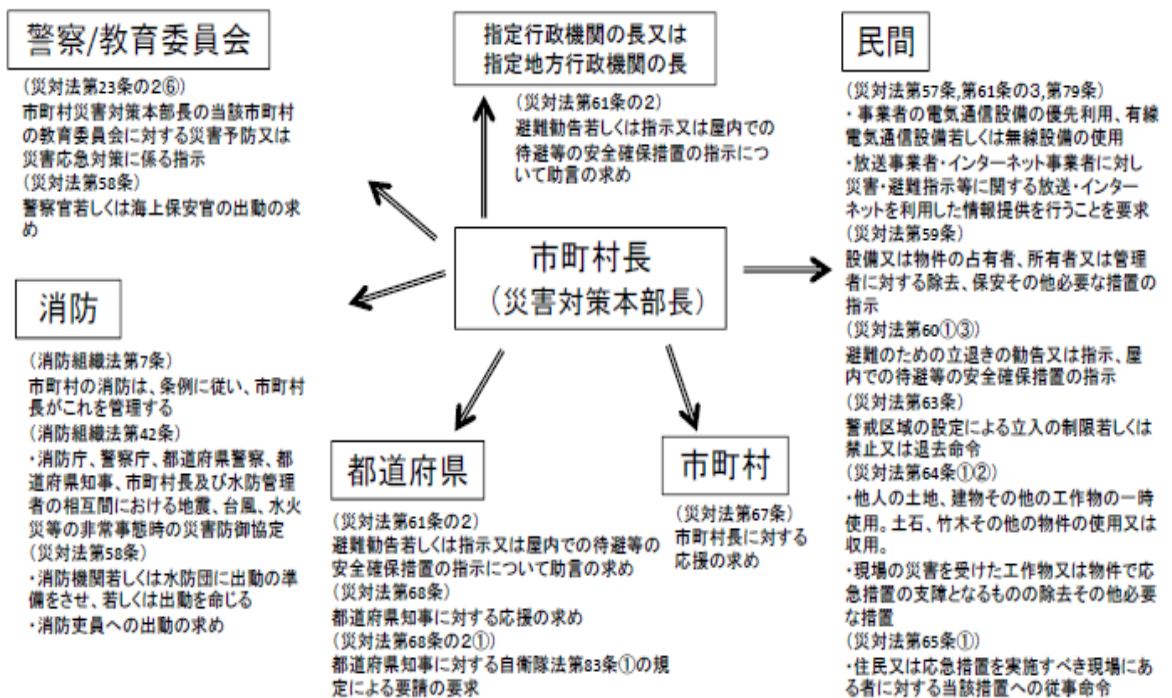 警察/教育委員会
(災対法第23条の2⑥)
市町村災害対策本部長の当該市町村
の教育委員会に対する災害予防又は
災害応急対策に係る指示
(災対法第58条)
警察官若しくは海上保安官の出動の求
め
指定行政機関の長又は
指定地方行政機関の長
(災対法第61条の2)
避難勧告若しくは指示又は屋内での
待避等の安全確保措置の指示につ
いて助言の求め
民間
(災対法第57条,第61条の3,第79条)
・事業者の電気通信設備の優先利用、有線
電気通信設備若しくは無線設備の使用
・放送事業者・インターネット事業者に対し
災害・避難指示等に関する放送・インター
ネットを利用した情報提供を行うことを要求
(災対法第59条)
設備又は物件の占有者、所有者又は管理
者に対する除去、保安その他必要な措置の
指示
(災対法第60①③)
避難のための立退きの勧告又は指示、屋
内での待避等の安全確保措置の指示
(災対法第63条)
警戒区域の設定による立入の制限若しくは
禁止又は退去命令
(災対法第64条①②)
・他人の土地、建物その他の工作物の一時
使用。土石、竹木その他の物件の使用又は
収用。
・現場の災害を受けた工作物又は物件で応
急措置の支障となるものの除去その他必要
な措置
(災対法第65条①)
・住民又は応急措置を実施すべき現場にあ
る者に対する当該措置への従事命令
市町村長
(災害対策本部長)
消防
(消防組織法第7条)
市町村の消防は、条例に従い、市町村
長がこれを管理する
(消防組織法第42条)
・消防庁、警察庁、都道府県警察、都
道府県知事、市町村長及び水防管理
者の相互間における地震、台風、水火
災等の非常事態時の災害防御協定
(災対法第58条)
・消防機関若しくは水防団に出動の準
備をさせ、若しくは出動を命じる
・消防吏員への出動の求め
都道府県
(災対法第61条の2)
避難勧告若しくは指示又は屋内での待避等の
安全確保措置の指示について助言の求め
(災対法第68条)
都道府県知事に対する応援の求め
(災対法第68条の2①)
都道府県知事に対する自衛隊法第83条①の規
定による要請の要求
市町村
(災対法第67条)
市町村長に対する
応援の求め